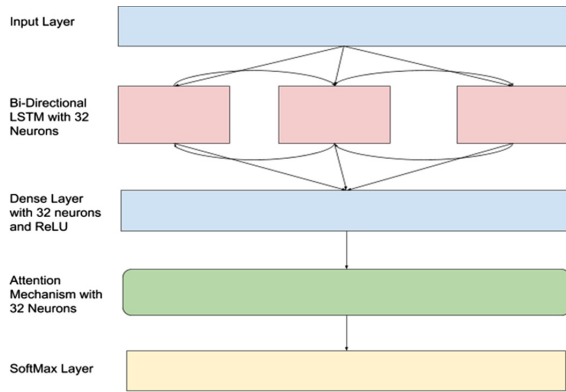 Input Layer
Bi-Directional
LSTM with 32
Neurons
Dense Layer
with 32 neurons
and ReLU
Attention
Mechanism with
32 Neurons
SoftMax Layer